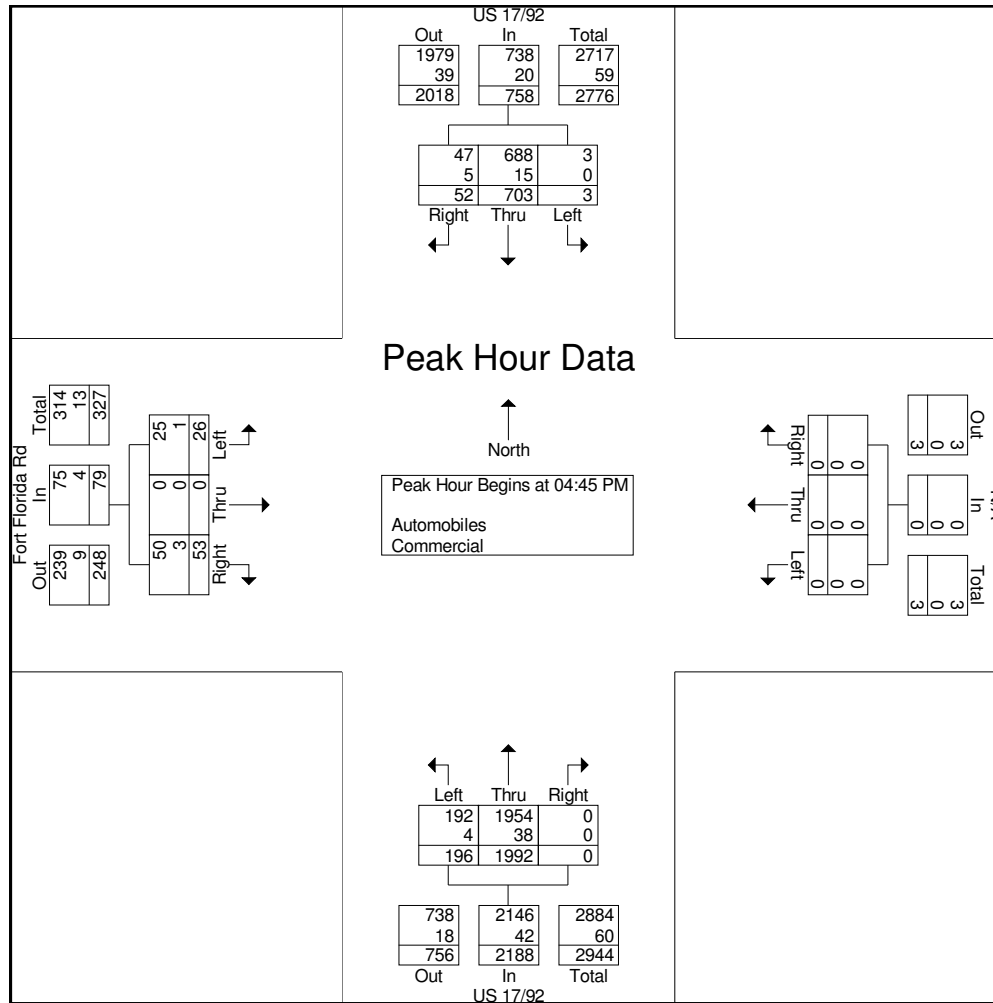 US 17/92
Out In Total
1979 738 2717
39 20 59
2018 758 2776
47 688 3
5 15 0
52 703 3
Right Thru Left
Peak Hour Data
North
Peak Hour Begins at 04:45 PM
Automobiles
Commercial
Fort Florida Rd
Out In Total
239 75 314
9 4 13
248 79 327
Right Thru Left
50 0 25
3 0 1
53 0 26
Right Thru Left
0 0 0
0 0 0
0 0 0
Out In Total
3 0 3
0 0 0
3 0 3
Left Thru Right
192 1954 0
4 38 0
196 1992 0
738 2146 2884
18 42 60
756 2188 2944
Out In Total
US 17/92